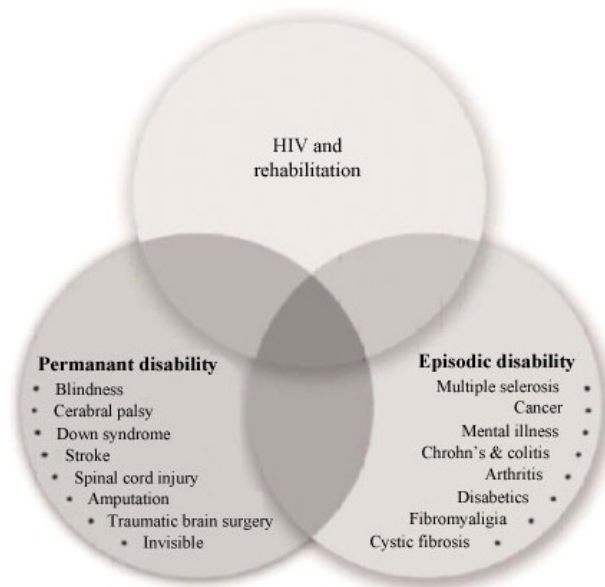 HIV and
rehabilitation
Permanant disability
• Blindness
• Cerebral palsy
• Down syndrome
• Stroke
• Spinal cord injury
• Amputation
• Traumatic brain surgery
• Invisible
Episodic disability
Multiple selerosis •
Cancer •
Mental illness •
Chrohn's & colitis •
Arthritis •
Disabetics •
Fibromyaligia •
Cystic fibrosis •